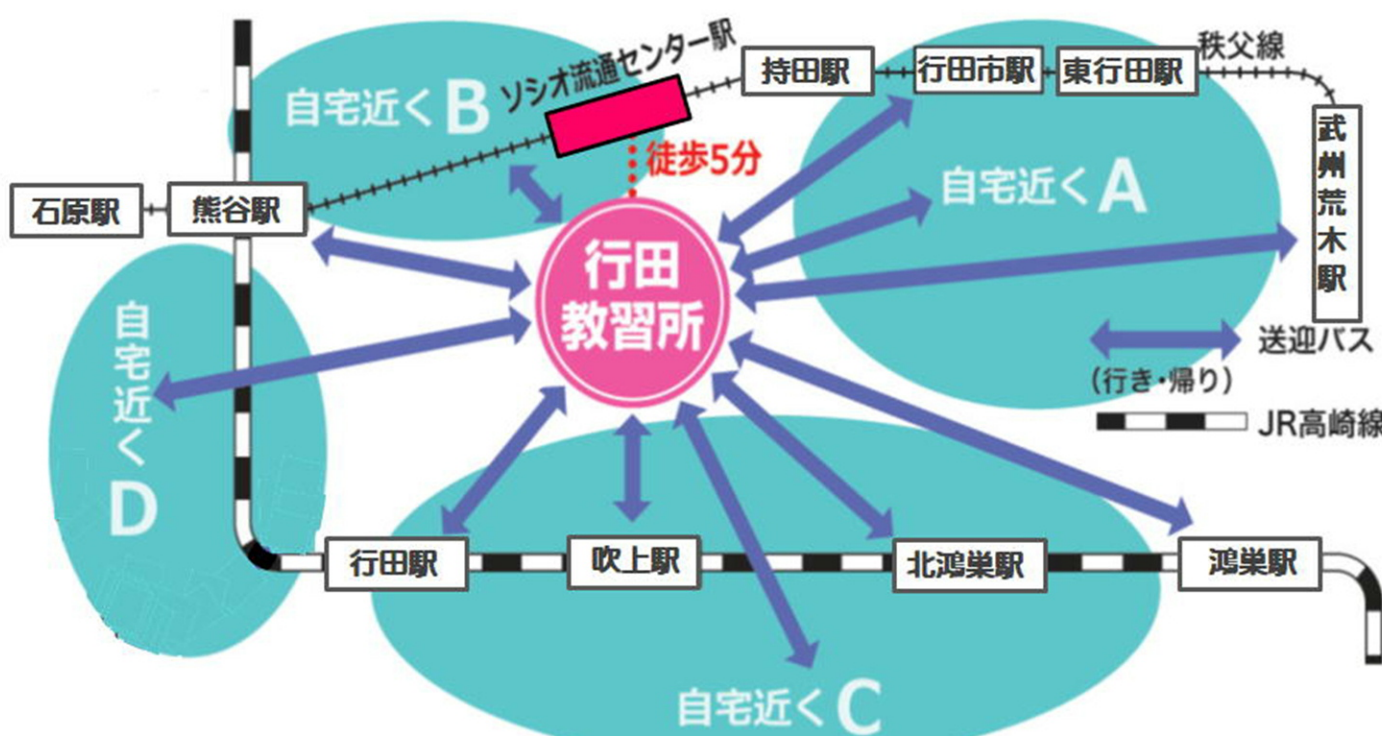 ソシオ流通センター駅
持田駅
行田市駅
東行田駅
秩父線
自宅近くB
徒歩5分
武州荒木駅
石原駅
熊谷駅
自宅近くA
行田
教習所
自宅近くD
送迎バス
(行き・帰り)
JR高崎線
行田駅
吹上駅
北鴻巣駅
鴻巣駅
自宅近くC